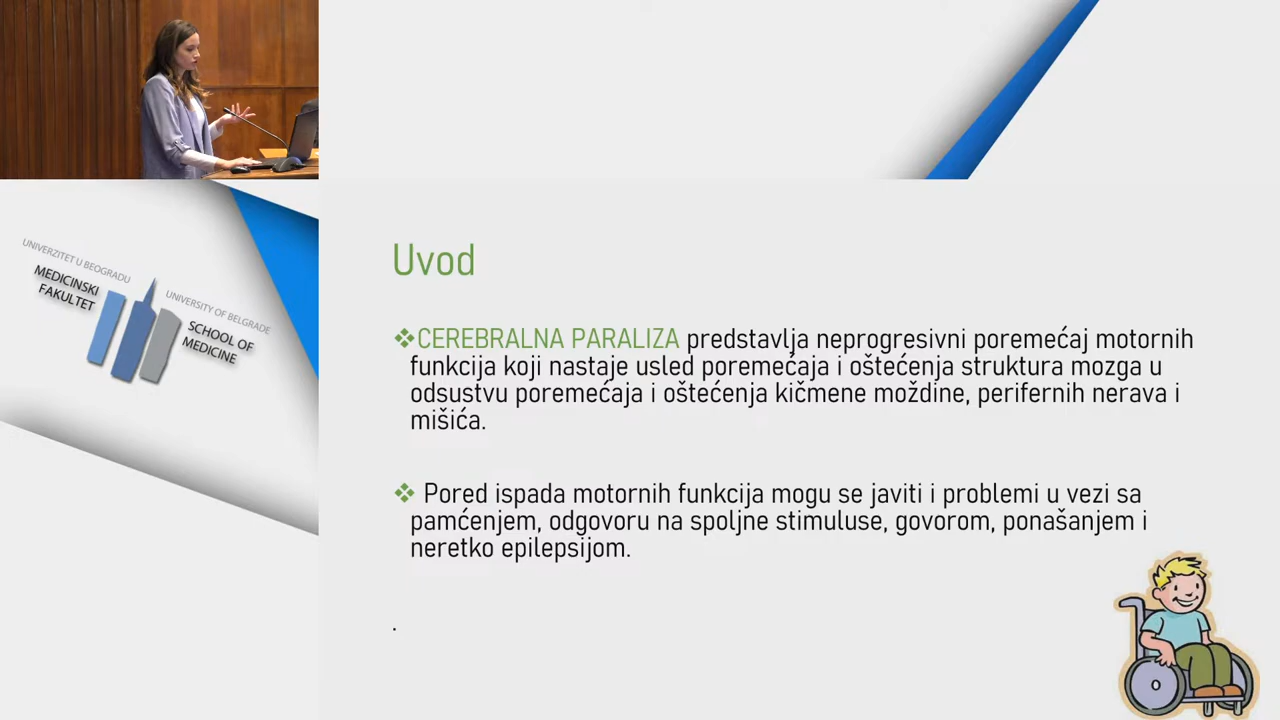 UNIVERZITET U BEOGRADU
MEDICINSKI
FAKULTET
UNIVERSITY OF BELGRADE
SCHOOL OF
MEDICINE
Uvod
❖CEREBRALNA PARALIZA predstavlja neprogresivni poremećaj motornih
funkcija koji nastaje usled poremećaja i oštećenja struktura mozga u
odsustvu poremećaja i oštećenja kičmene moždine, perifernih nerava i
mišića.
❖ Pored ispada motornih funkcija mogu se javiti i problemi u vezi sa
pamćenjem, odgovoru na spoljne stimuluse, govorom, ponašanjem i
neretko epilepsijom.
.